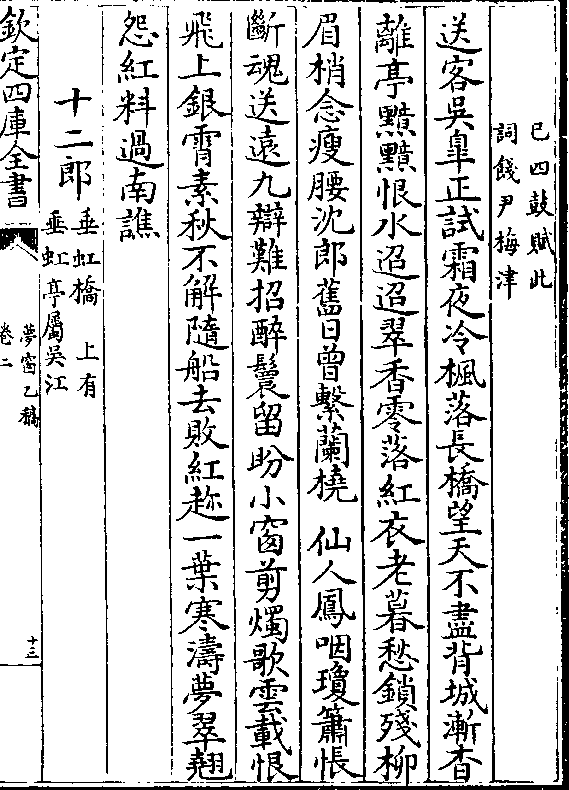 已四鼓賦此
詞餞尹梅津
送客吳臯正試霜夜冷楓落長橋望天不盡背城漸杳
離亭黯黯恨水迢迢翠香零落紅衣老暮愁鎖殘柳
眉梢念瘦腰沈郎舊日曾繫蘭橈 仙人鳳咽瓊簫悵
斷魂送遠九辯難招醉鬟留盼小窗剪燭歌雲載恨
飛上銀霄素秋不解隨船去敗紅趂一葉寒濤夢翠翹
怨紅料過南譙
十二郎 垂虹橋 上有
垂虹亭屬吳江
欽定四庫全書
夢窗乙稿
卷二
十三